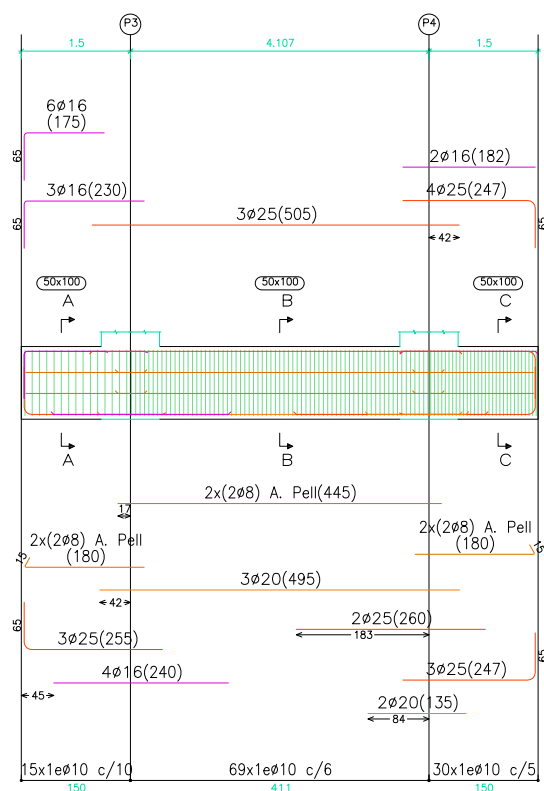 P3 P4
1.5 4.107 1.5
6ø16
(175)
65
2ø16(182)
3ø16(230) 4ø25(247)
65 3ø25(505) 65
42
50x100 50x100 50x100
A B C
A B C
2x(2ø8) A. Pell(445)
17
2x(2ø8) A. Pell
(180)
15
2x(2ø8) A. Pell
(180)
15
3ø20(495)
42
2ø25(260)
183
65 3ø25(255) 65
4ø16(240) 3ø25(247)
45
2ø20(135)
84
15x1eø10 c/10 69x1eø10 c/6 30x1eø10 c/5
150 411 150